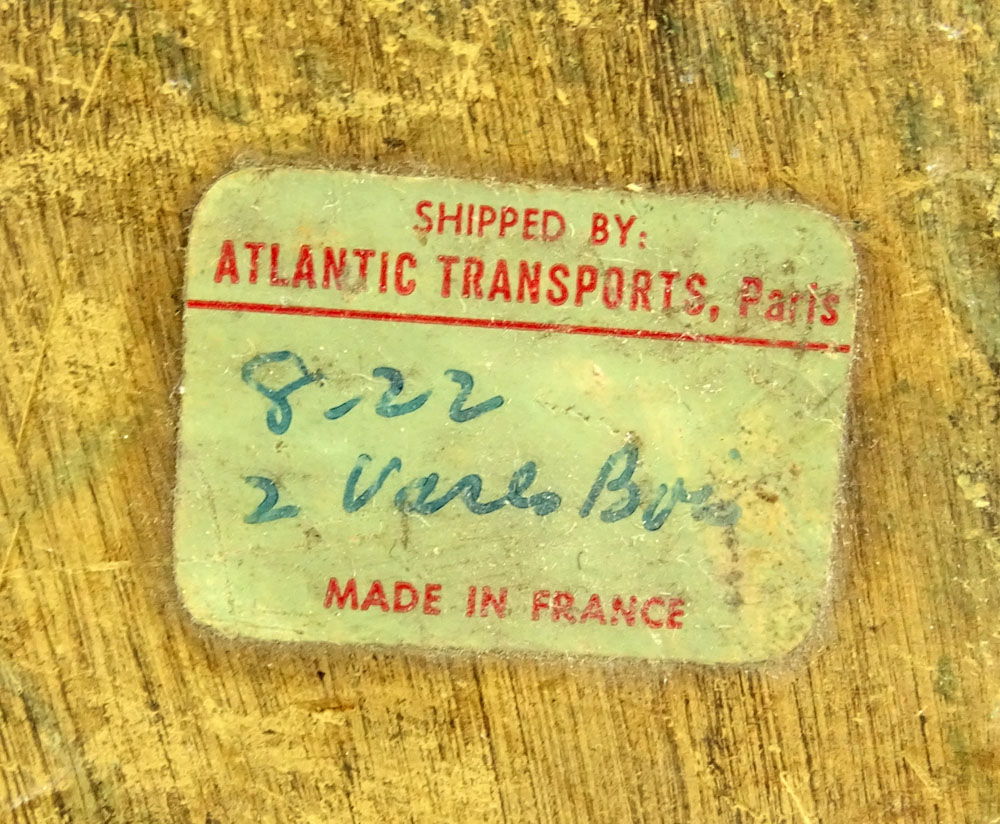 SHIPPED BY:
ATLANTIC TRANSPORTS, Paris
8-22
2
MADE IN FRANCE